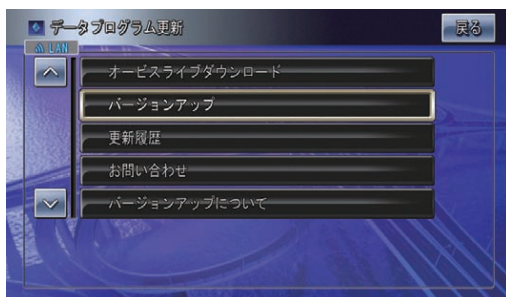 データプログラム更新
戻る
LAN
オービスライブダウンロード
バージョンアップ
更新履歴
お問い合わせ
バージョンアップについて